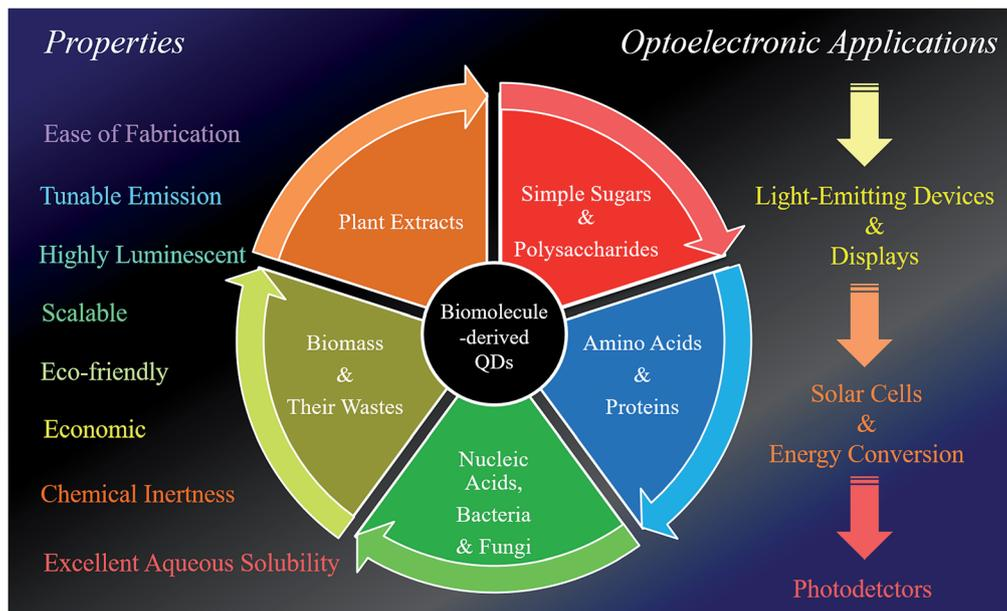 Properties
Ease of Fabrication
Tunable Emission
Highly Luminescent
Scalable
Eco-friendly
Economic
Chemical Inertness
Excellent Aqueous Solubility
Plant Extracts
Simple Sugars
&
Polysaccharides
Biomolecule
-derived
QDs
Biomass
&
Their Wastes
Amino Acids
&
Proteins
Nucleic
Acids,
Bacteria
& Fungi
Optoelectronic Applications
Light-Emitting Devices
&
Displays
Solar Cells
&
Energy Conversion
Photodetctors